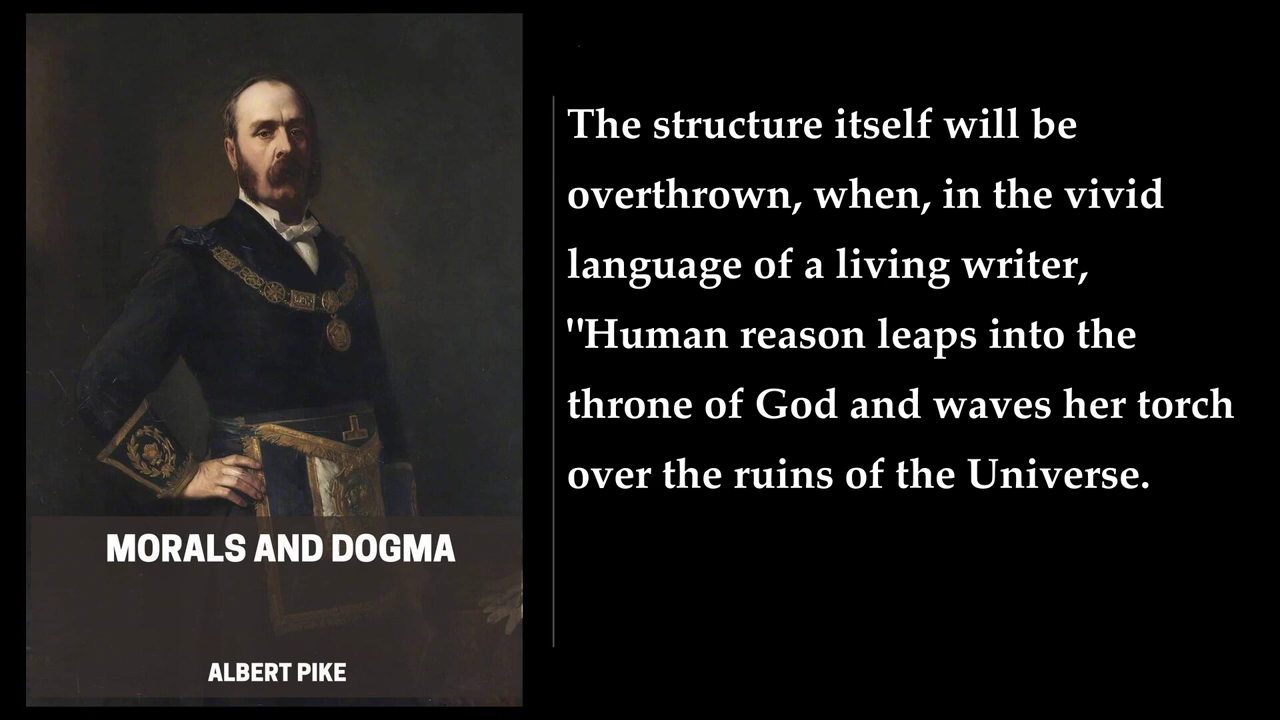 MORALS AND DOGMA
ALBERT PIKE
The structure itself will be
overthrown, when, in the vivid
language of a living writer,
"Human reason leaps into the
throne of God and waves her torch
over the ruins of the Universe.